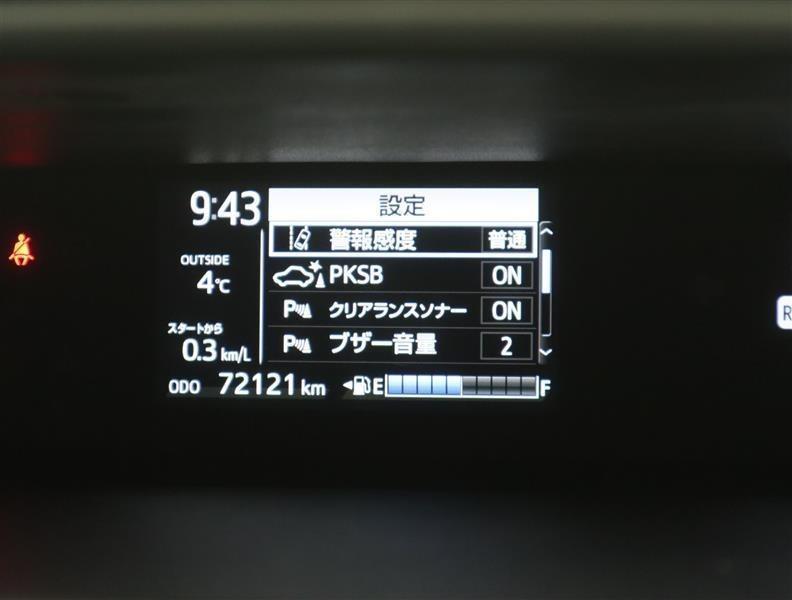 9:43
設定
警報感度 普通
OUTSIDE
4℃
PKSB ON
クリアランスソナー ON
スタートから
0.3 km/L
P ブザー音量 2
ODO 72121 km
E F
R